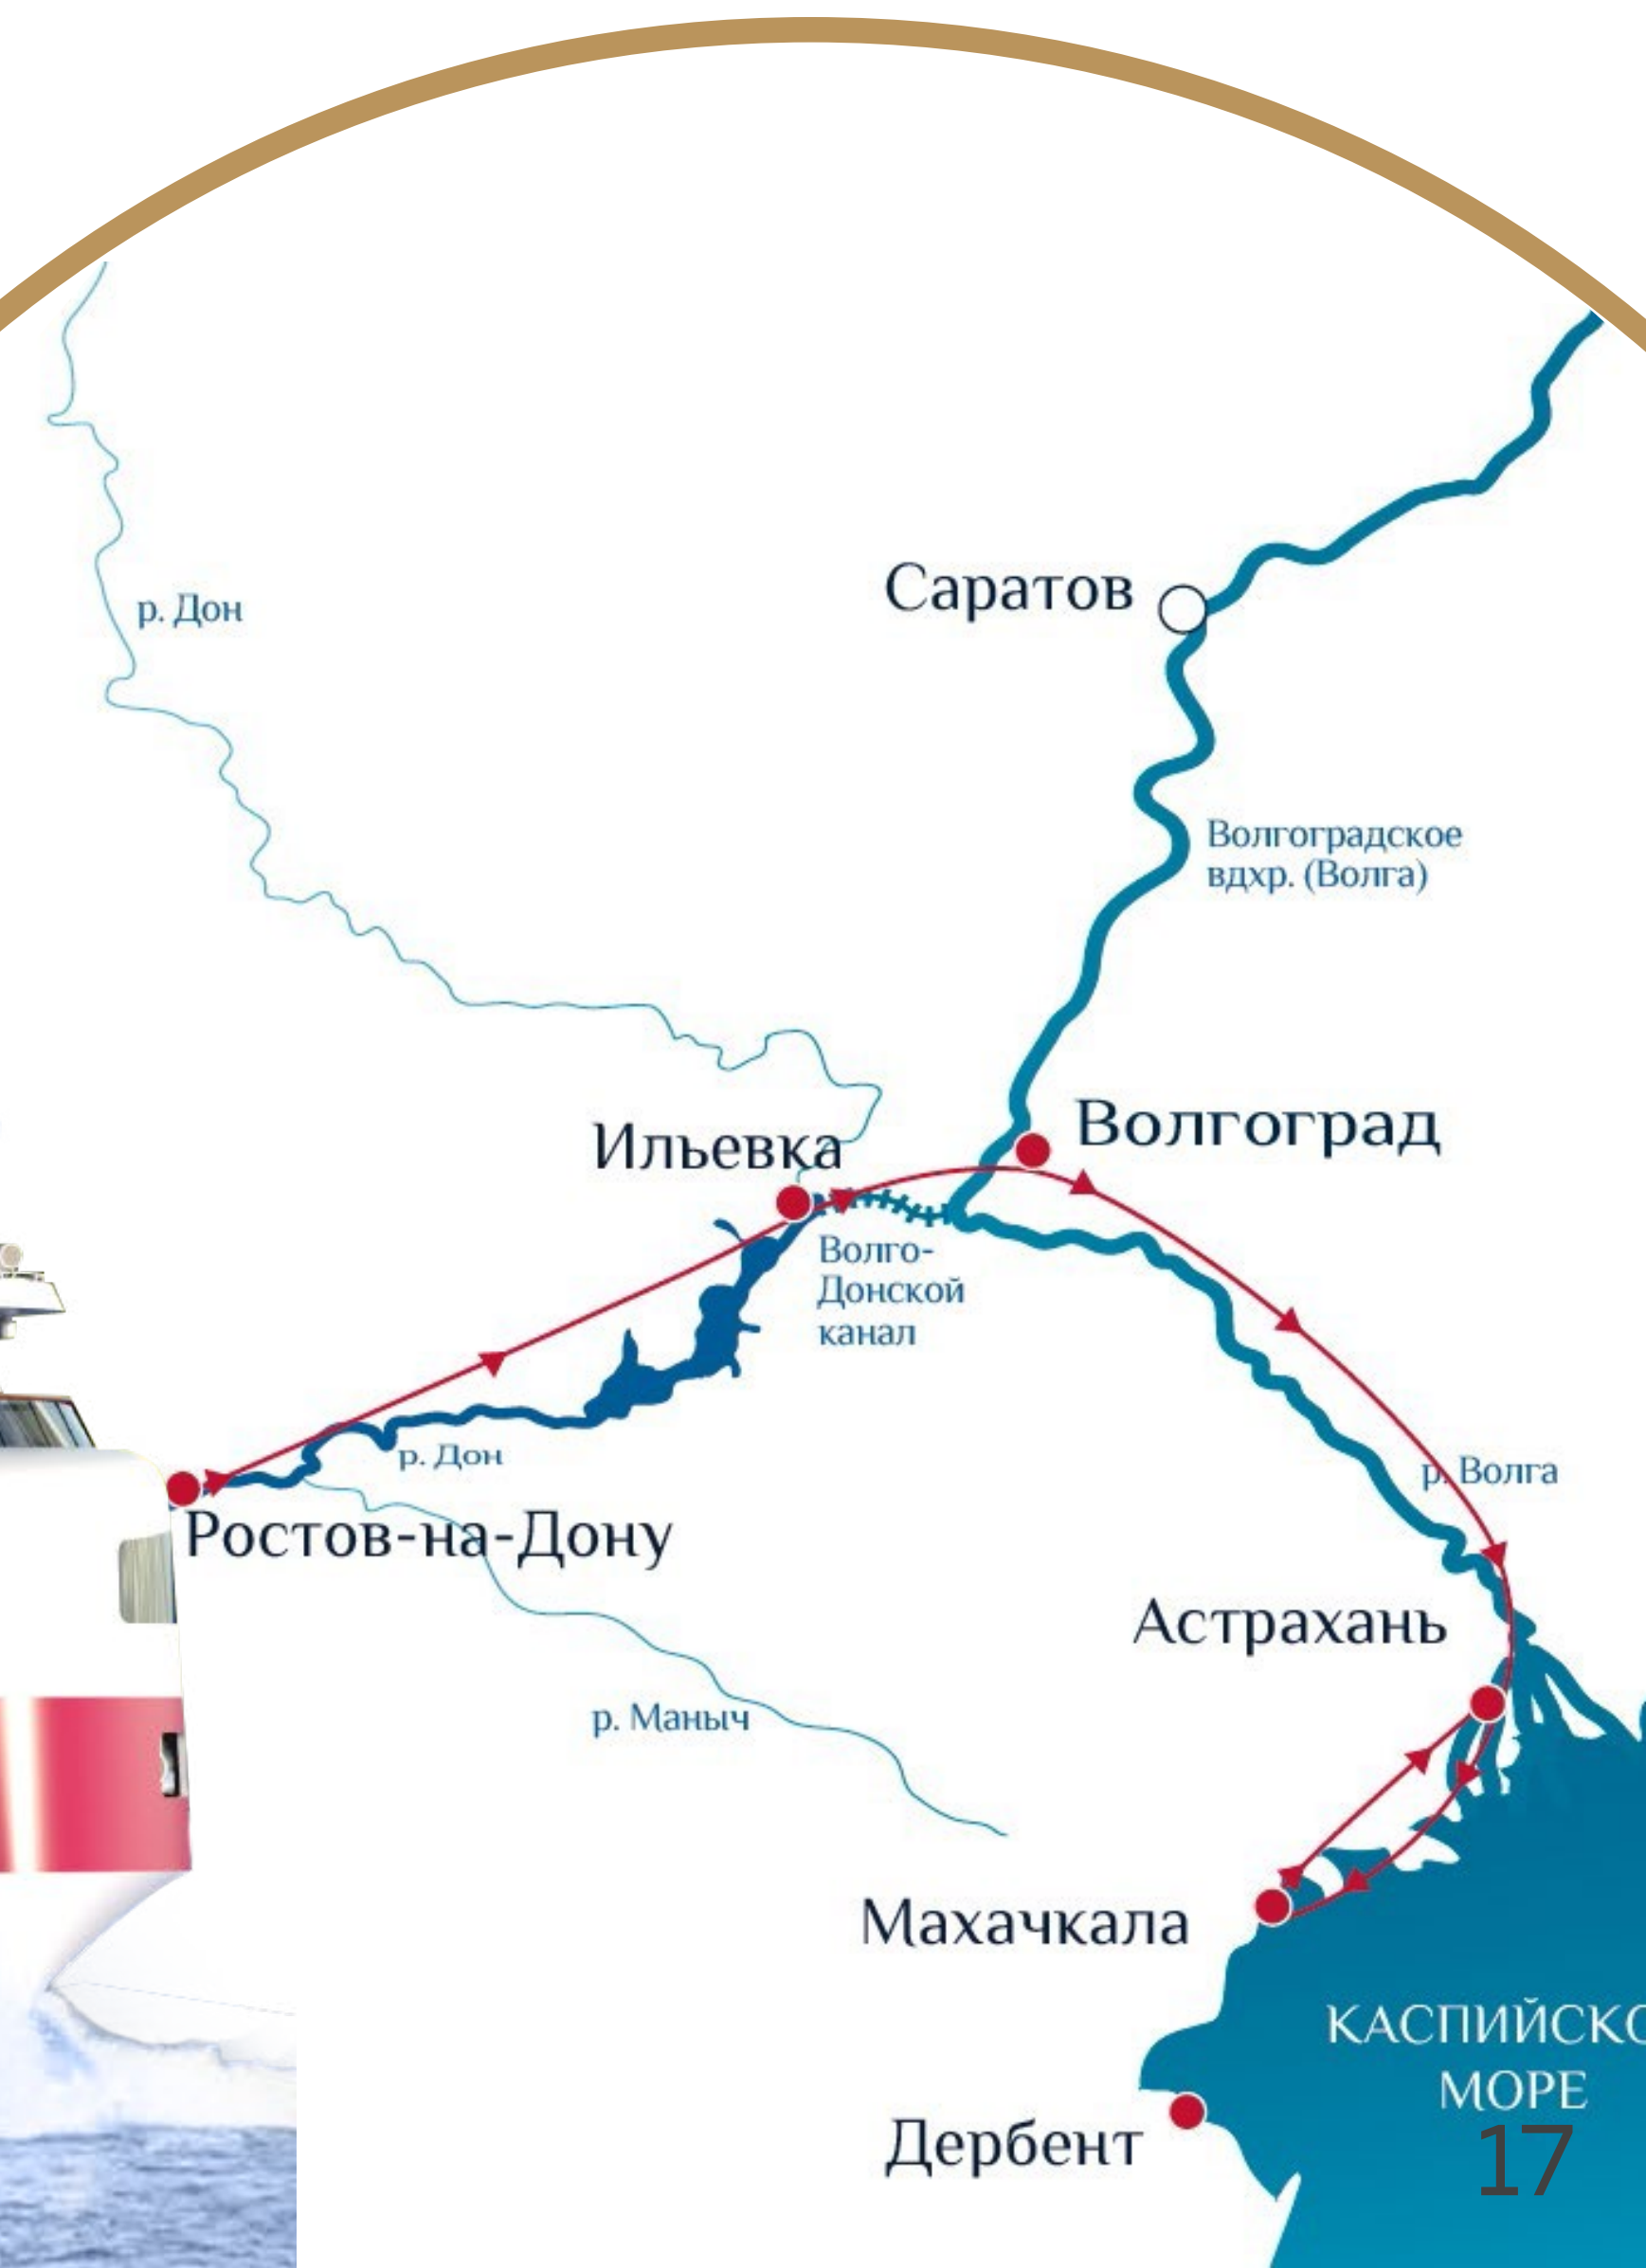 р. Дон
Саратов
Волгоградское
вдхр. (Волга)
Волгоград
Ильевка
Волго-
Донской
канал
р. Дон
р. Волга
Ростов-на-Дону
Астрахань
р. Маныч
Махачкала
КАСПИЙСКО
МОРЕ
Дербент
17